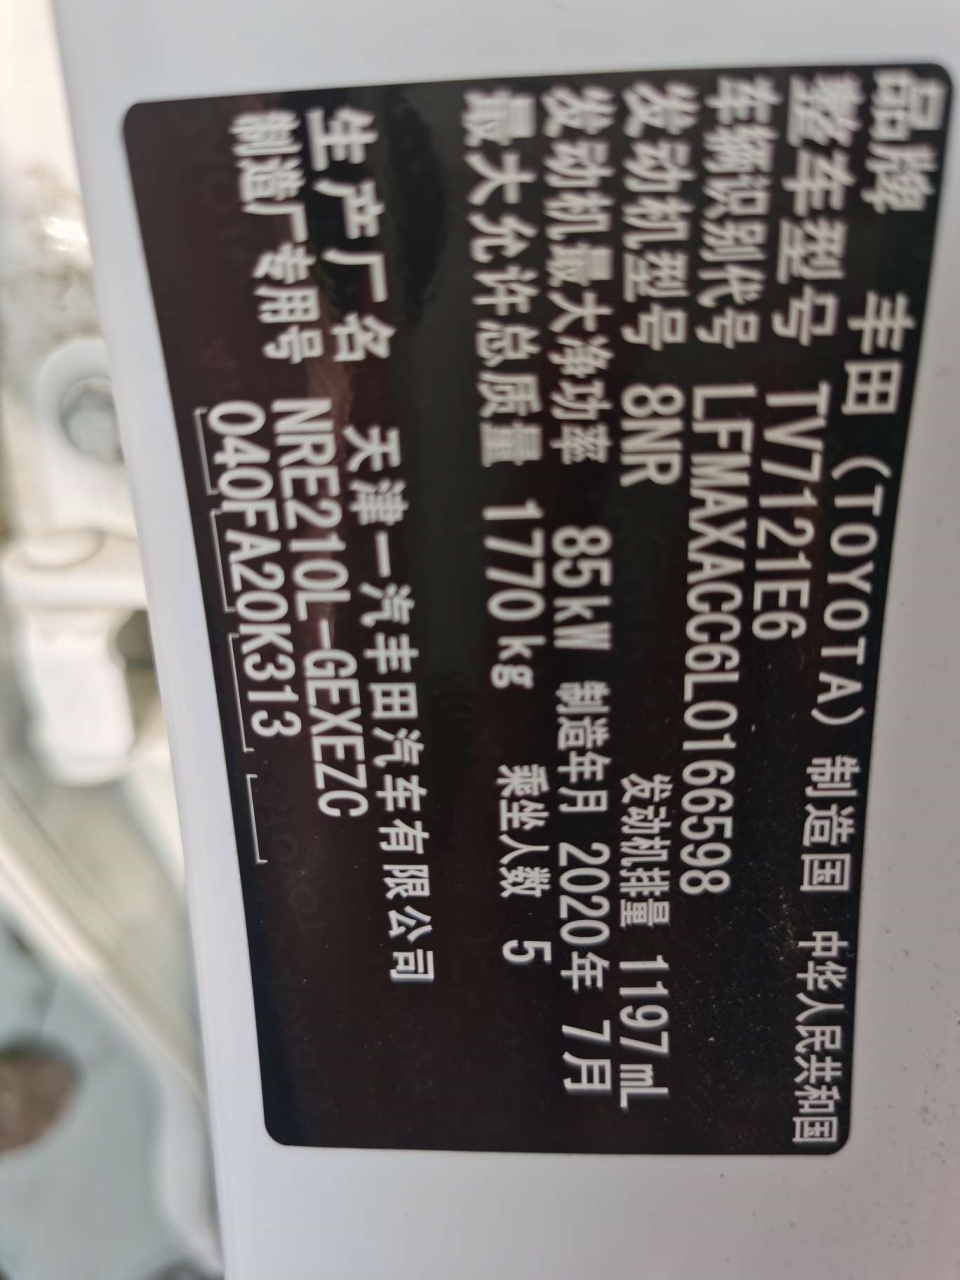 品牌 丰田（TOYOTA）制造国 中华人民共和国
整车型号 TV7121E6
车辆识别代号 LFMAXACC6L0166598
发动机型号 8NR 发动机排量 1197mL
发动机最大净功率 85kW 制造年月 2020年 7月
最大允许总质量 1770kg 乘坐人数 5
生产厂名 天津一汽丰田汽车有限公司
制造厂专用号 NRE210L-GEXEZC
040FA20K313